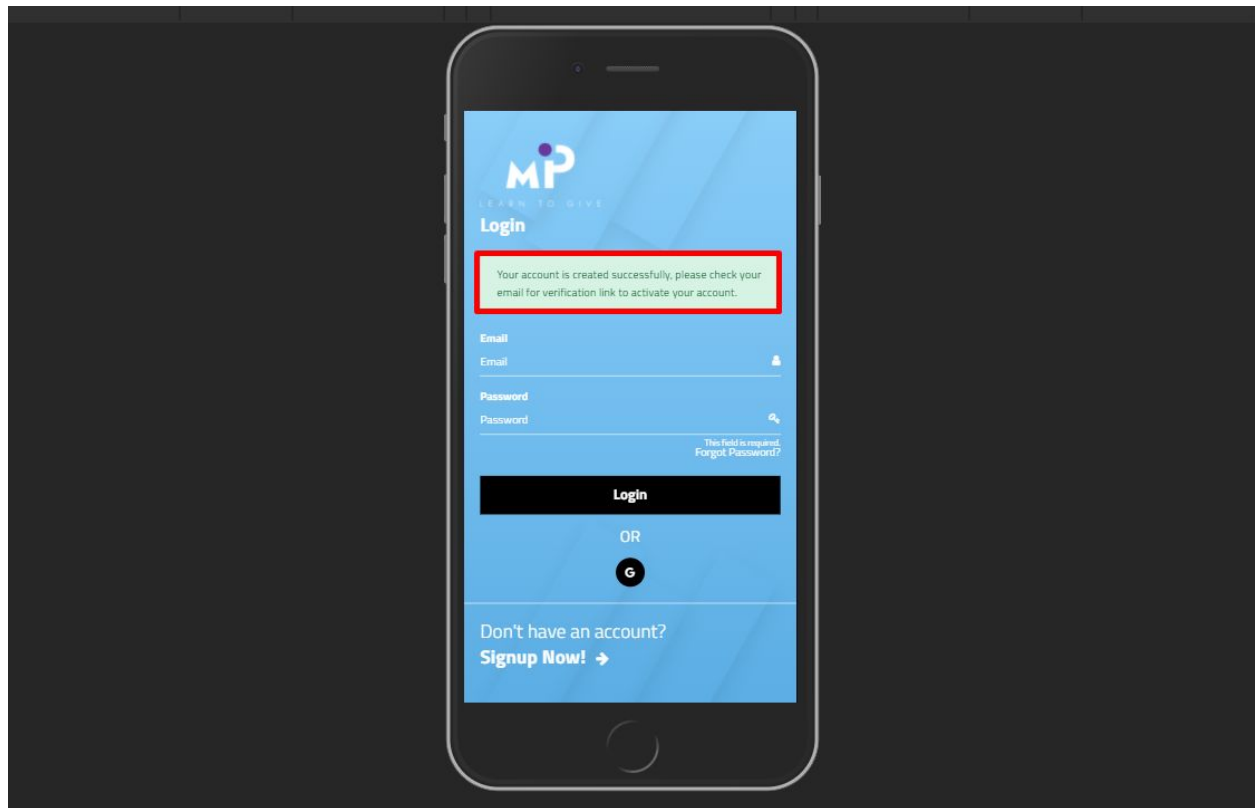 MP
LEARN TO GIVE
Login
Your account is created successfully, please check your
email for verification link to activate your account.
Email
Email
Password
Password
This field is required.
Forgot Password?
Login
OR
G
Don't have an account?
Signup Now!